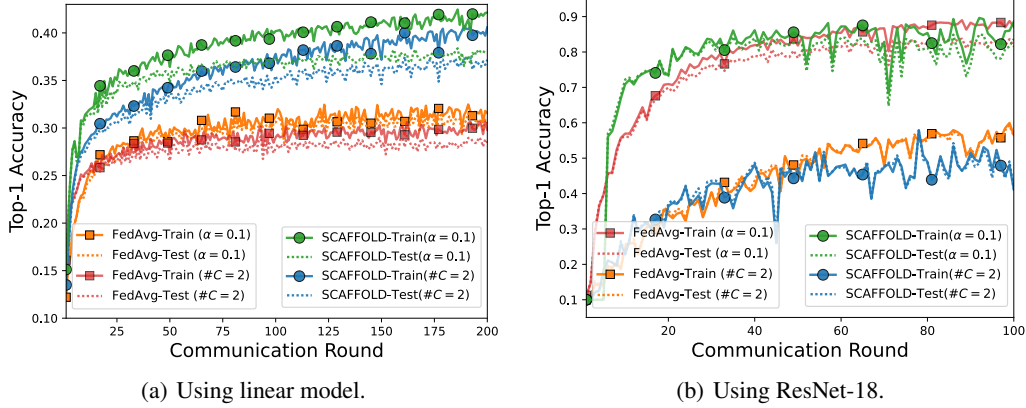 Top-1 Accuracy
0.40
0.35
0.30
0.25
0.20
0.15
0.10
FedAvg-Train (α = 0.1)
FedAvg-Test (α = 0.1)
FedAvg-Train (#C = 2)
FedAvg-Test (#C = 2)
SCAFFOLD-Train(α = 0.1)
SCAFFOLD-Test(α = 0.1)
SCAFFOLD-Train(#C = 2)
SCAFFOLD-Test(#C = 2)
25 50 75 100 125 150 175 200
Communication Round
(a) Using linear model.
Top-1 Accuracy
0.9
0.8
0.7
0.6
0.5
0.4
0.3
0.2
0.1
FedAvg-Train (α = 0.1)
FedAvg-Test (α = 0.1)
FedAvg-Train (#C = 2)
FedAvg-Test (#C = 2)
SCAFFOLD-Train(α = 0.1)
SCAFFOLD-Test(α = 0.1)
SCAFFOLD-Train(#C = 2)
SCAFFOLD-Test(#C = 2)
20 40 60 80 100
Communication Round
(b) Using ResNet-18.